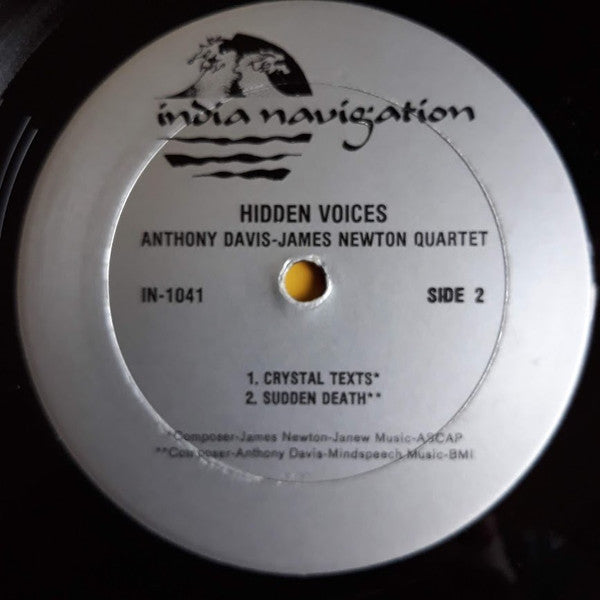 india navigation
HIDDEN VOICES
ANTHONY DAVIS-JAMES NEWTON QUARTET
IN-1041 SIDE 2
1. CRYSTAL TEXTS*
2. SUDDEN DEATH**
*Composer-James Newton-Janew Music-ASCAP
**Composer-Anthony Davis-Mindspeech Music-BMI